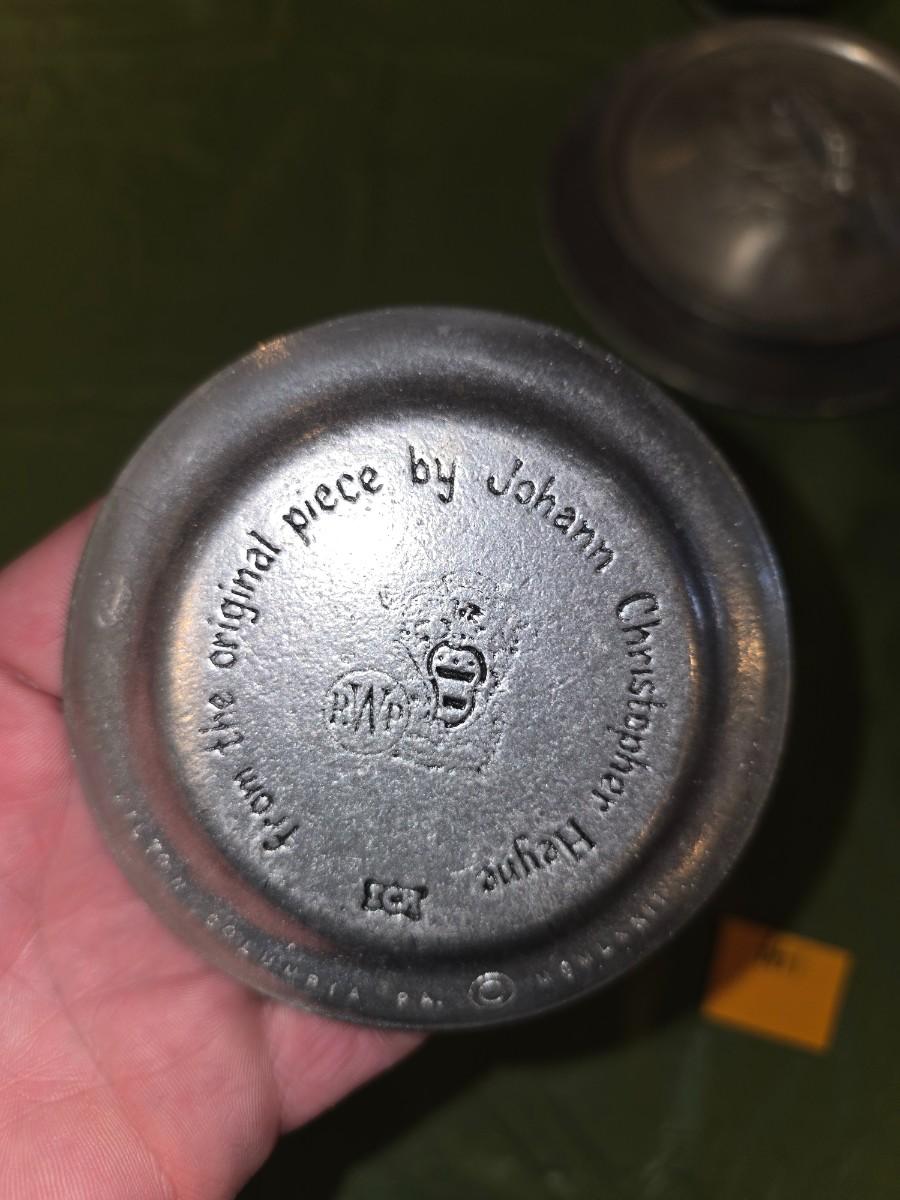 from the original piece by Johann Christopher Heyne
ICH
RWP
COLUMBIA PA. ©